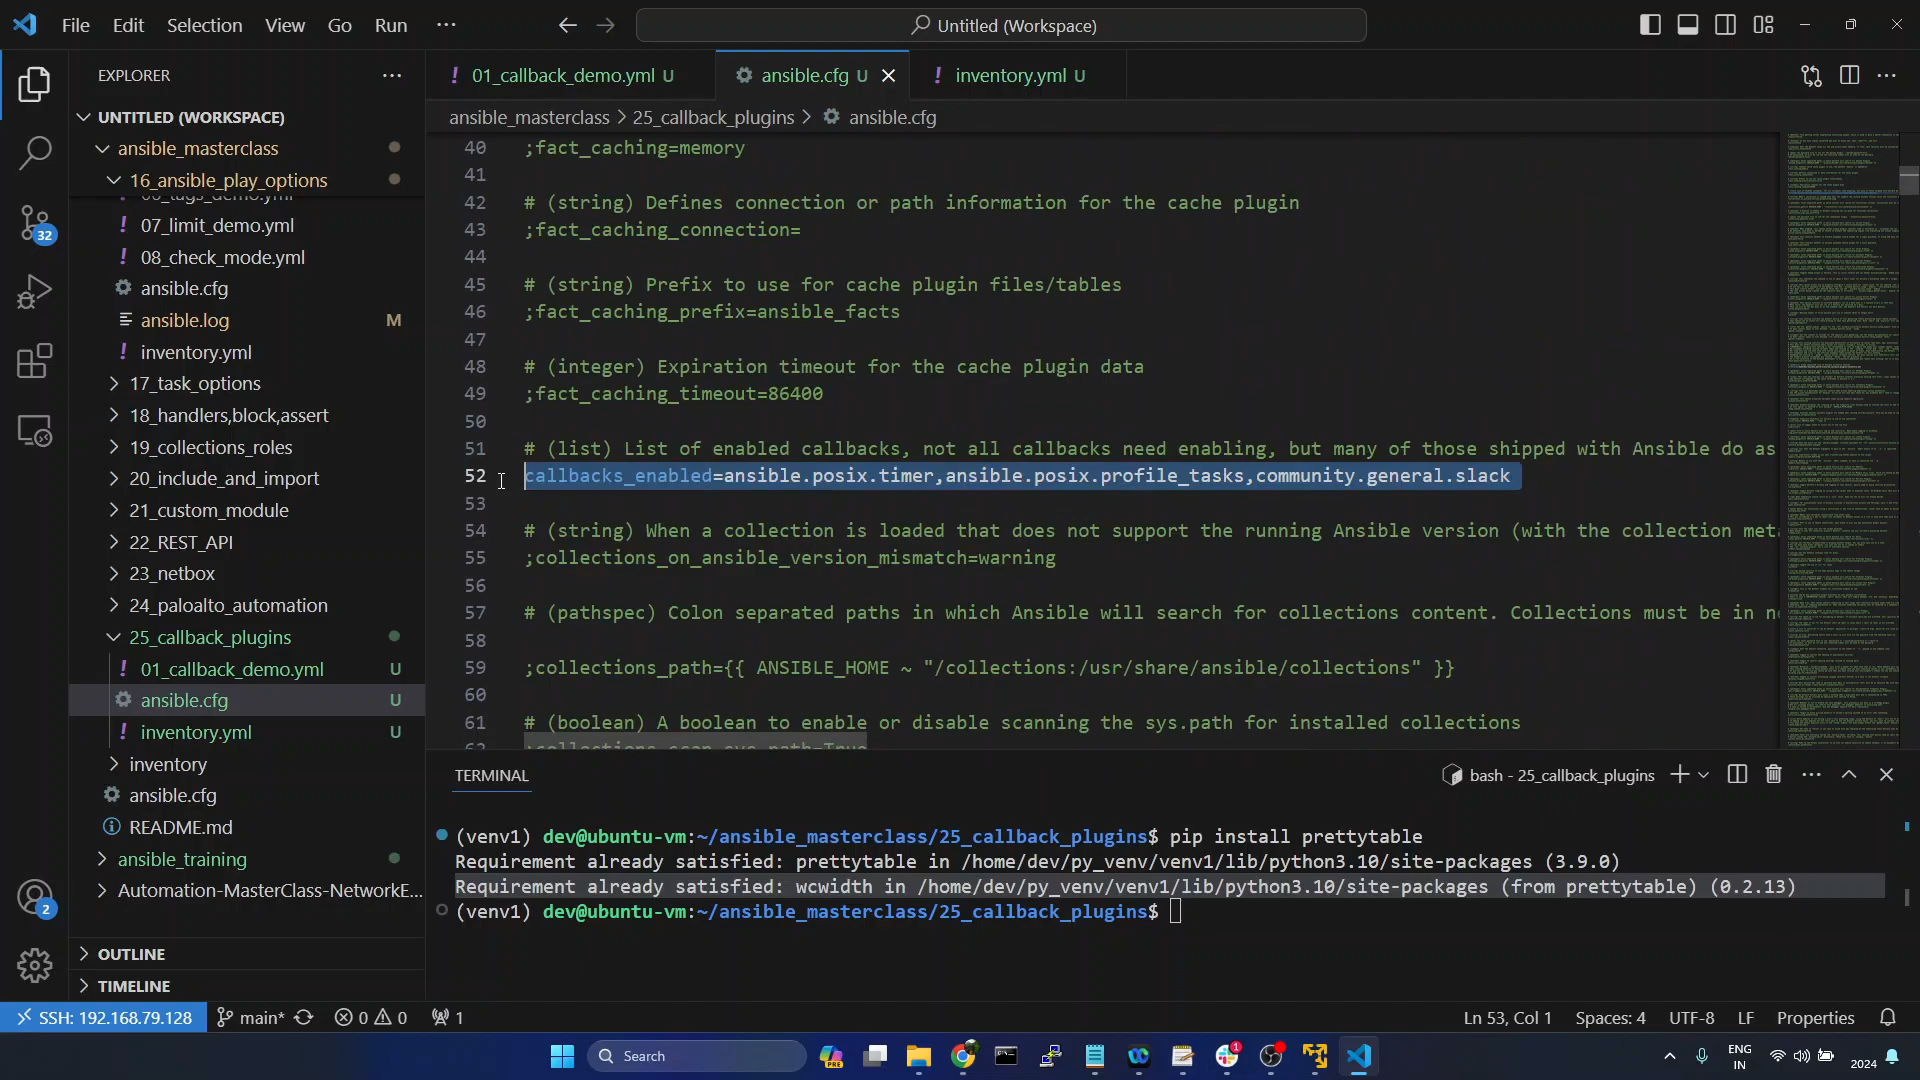 File Edit Selection View Go Run ···
Untitled (Workspace)
EXPLORER
UNTITLED (WORKSPACE)
ansible_masterclass
16_ansible_play_options
06_tags_demo.yml
07_limit_demo.yml
08_check_mode.yml
ansible.cfg
ansible.log M
inventory.yml
17_task_options
18_handlers,block,assert
19_collections_roles
20_include_and_import
21_custom_module
22_REST_API
23_netbox
24_paloalto_automation
25_callback_plugins
01_callback_demo.yml U
ansible.cfg U
inventory.yml U
inventory
ansible.cfg
README.md
ansible_training
Automation-MasterClass-NetworkE...
OUTLINE
TIMELINE
32
2
! 01_callback_demo.yml U
ansible.cfg U
! inventory.yml U
ansible_masterclass > 25_callback_plugins > ansible.cfg
40 ;fact_caching=memory
41
42 # (string) Defines connection or path information for the cache plugin
43 ;fact_caching_connection=
44
45 # (string) Prefix to use for cache plugin files/tables
46 ;fact_caching_prefix=ansible_facts
47
48 # (integer) Expiration timeout for the cache plugin data
49 ;fact_caching_timeout=86400
50
51 # (list) List of enabled callbacks, not all callbacks need enabling, but many of those shipped with Ansible do as
52 callbacks_enabled=ansible.posix.timer,ansible.posix.profile_tasks,community.general.slack
53
54 # (string) When a collection is loaded that does not support the running Ansible version (with the collection met
55 ;collections_on_ansible_version_mismatch=warning
56
57 # (pathspec) Colon separated paths in which Ansible will search for collections content. Collections must be in n
58
59 ;collections_path={{ ANSIBLE_HOME ~ "/collections:/usr/share/ansible/collections" }}
60
61 # (boolean) A boolean to enable or disable scanning the sys.path for installed collections
62 ;collections_scan_sys_path=True
TERMINAL
bash - 25_callback_plugins
(venv1) dev@ubuntu-vm:~/ansible_masterclass/25_callback_plugins$ pip install prettytable
Requirement already satisfied: prettytable in /home/dev/py_venv/venv1/lib/python3.10/site-packages (3.9.0)
Requirement already satisfied: wcwidth in /home/dev/py_venv/venv1/lib/python3.10/site-packages (from prettytable) (0.2.13)
(venv1) dev@ubuntu-vm:~/ansible_masterclass/25_callback_plugins$
SSH: 192.168.79.128 main* 0 0 1
Ln 53, Col 1 Spaces: 4 UTF-8 LF Properties
Search
PRE
1
ENG
IN
2024